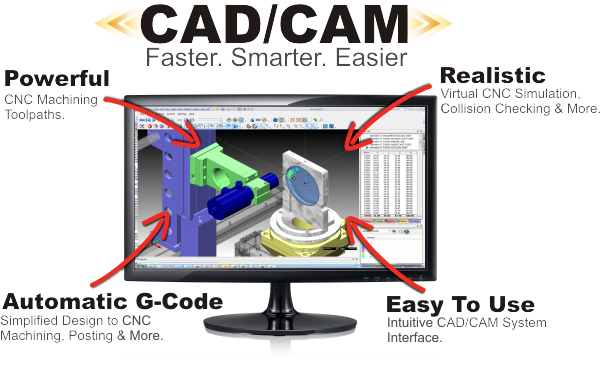 CAD/CAM
Faster. Smarter. Easier
Powerful
CNC Machining
Toolpaths.
Realistic
Virtual CNC Simulation,
Collision Checking & More.
Automatic G-Code
Simplified Design to CNC
Machining, Posting & More.
Easy To Use
Intuitive CAD/CAM System
Interface.